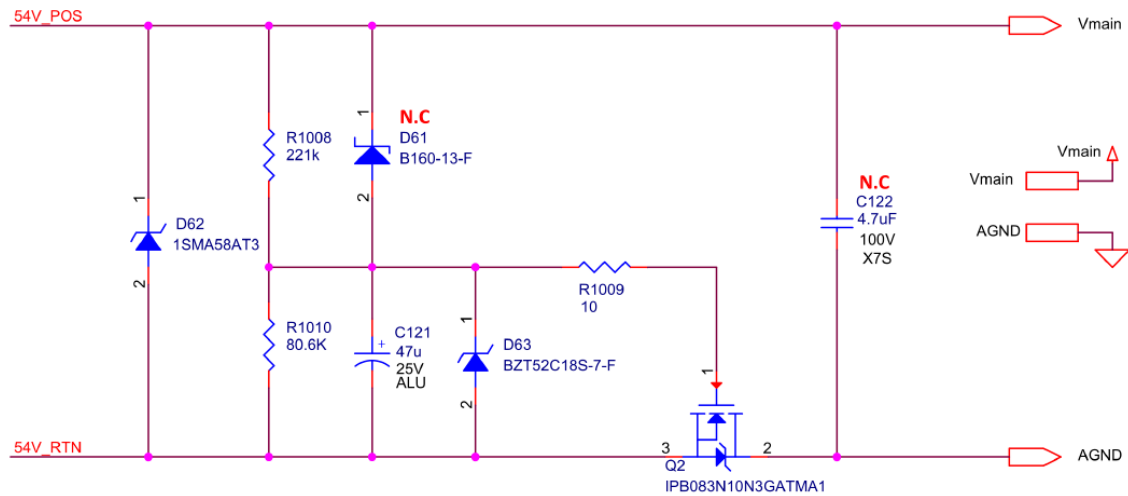 54V_POS
Vmain
1
N.C
R1008
221k
D61
B160-13-F
Vmain
Vmain
2
N.C
C122
4.7uF
100V
X7S
1
D62
1SMA58AT3
2
AGND
R1009
10
R1010
80.6K
C121
+
47u
25V
ALU
1
D63
BZT52C18S-7-F
2
1
54V_RTN
3
2
Q2
AGND
IPB083N10N3GATMA1